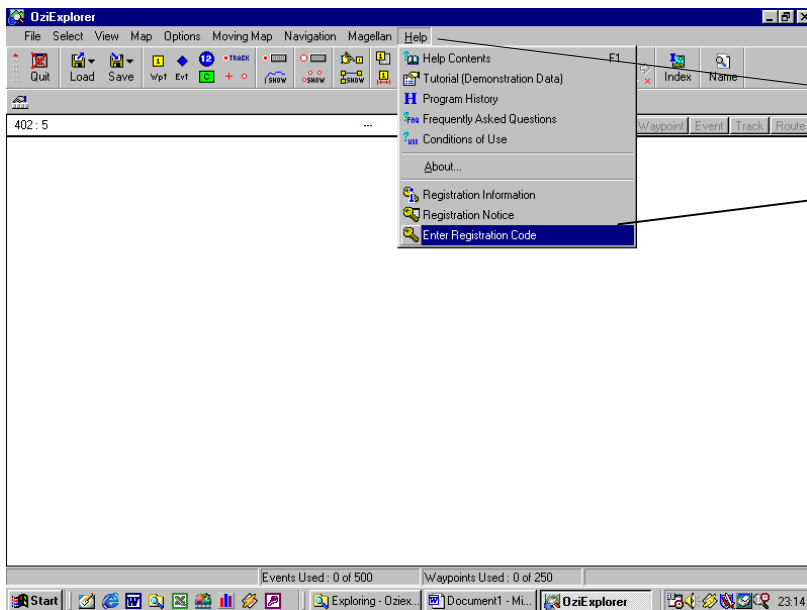 OziExplorer
File Select View Map Options Moving Map Navigation Magellan Help
Quit Load Save Wpt Evt C 12 TRACK SHOW SHOW SHOW Index Name
402 : 5 --- Waypoint Event Track Route
Help Contents F1
Tutorial (Demonstration Data)
H Program History
FAQ Frequently Asked Questions
USE Conditions of Use
About...
Registration Information
Registration Notice
Enter Registration Code
Events Used : 0 of 500 Waypoints Used : 0 of 250
Start Exploring - Oziex... Document1 - Mi... OziExplorer 23:14